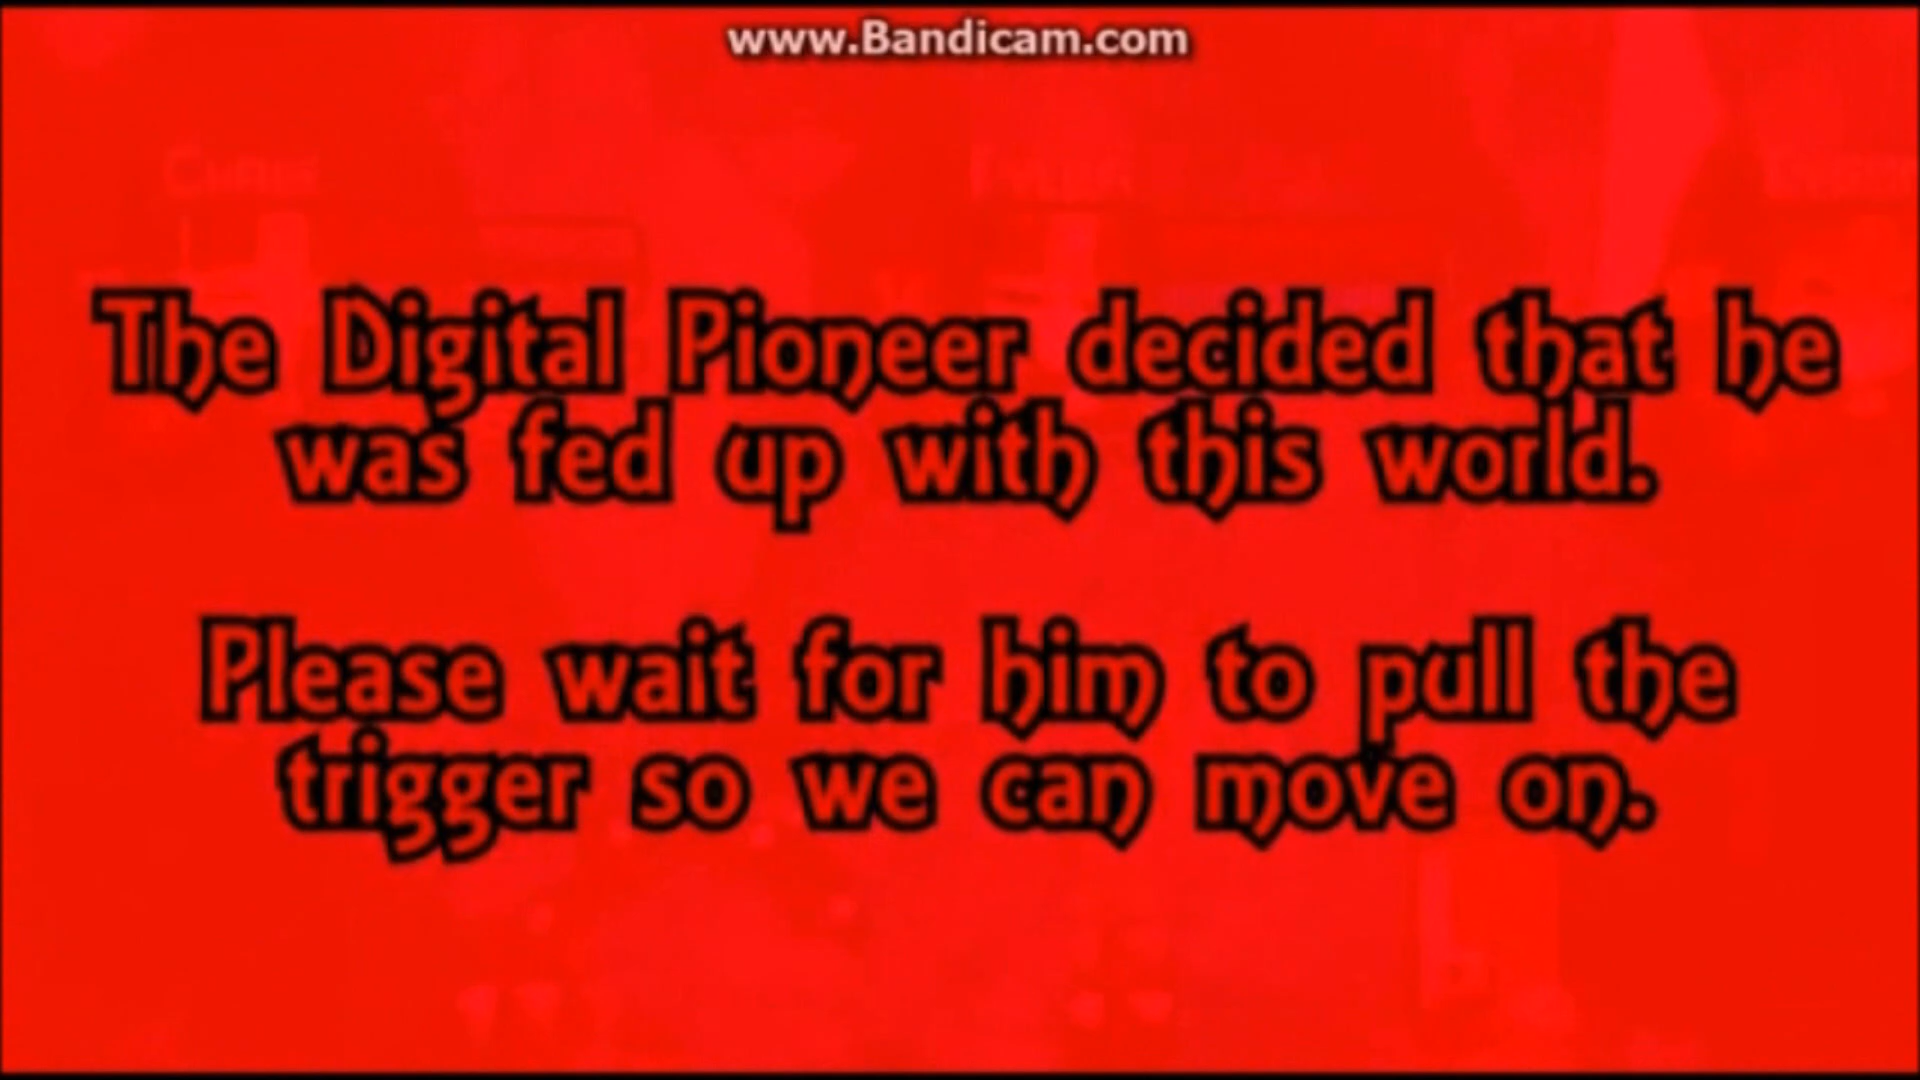 www.Bandicam.com
The Digital Pioneer decided that he
was fed up with this world.
Please wait for him to pull the
trigger so we can move on.